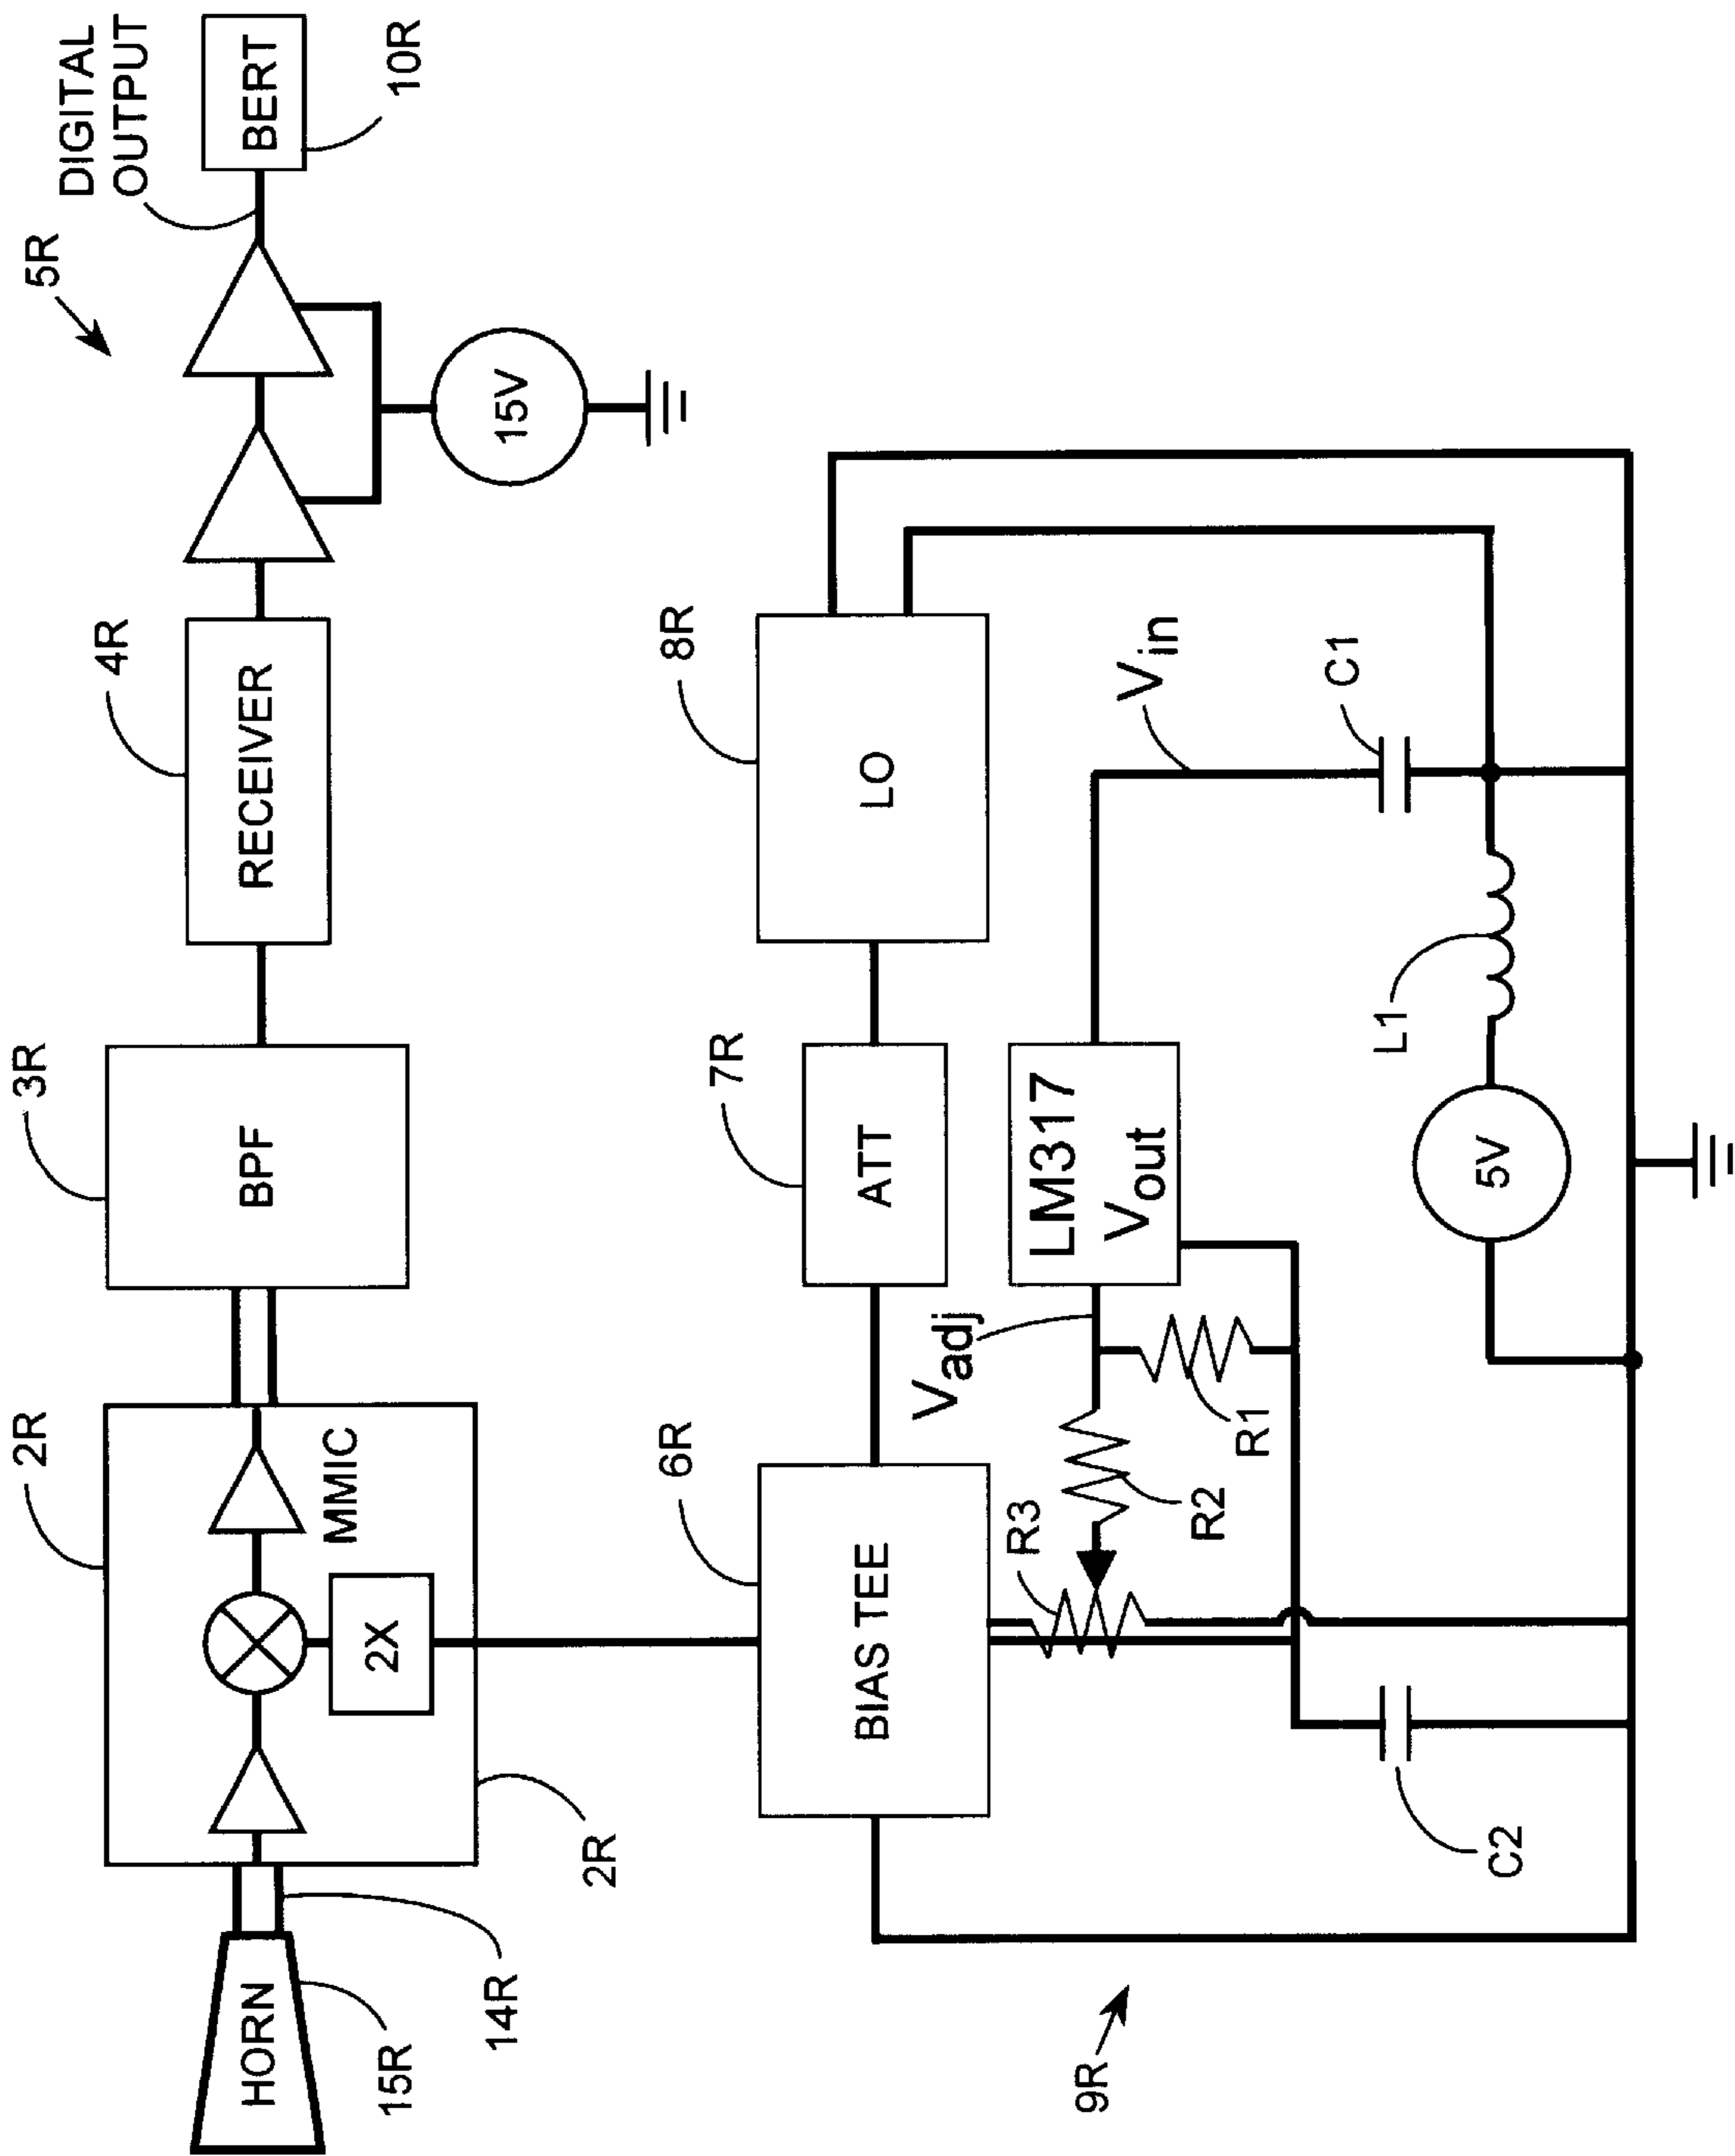 DIGITAL
OUTPUT
5R
BERT
10R
15V
4R
RECEIVER
3R
BPF
2R
MMIC
2X
2R
HORN
15R
14R
8R
LO
7R
ATT
6R
BIAS TEE
Vin
C1
LM317
Vout
Vadj
R1
R2
R3
L1
5V
C2
9R